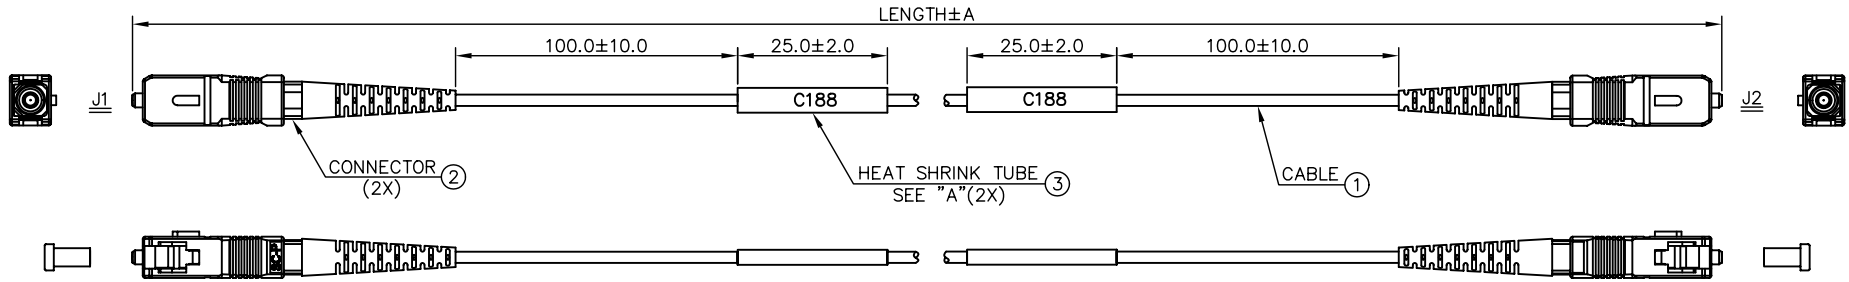 LENGTH±A
100.0±10.0
25.0±2.0
25.0±2.0
100.0±10.0
J1
C188
C188
J2
CONNECTOR 2
(2X)
HEAT SHRINK TUBE 3
SEE "A"(2X)
CABLE 1